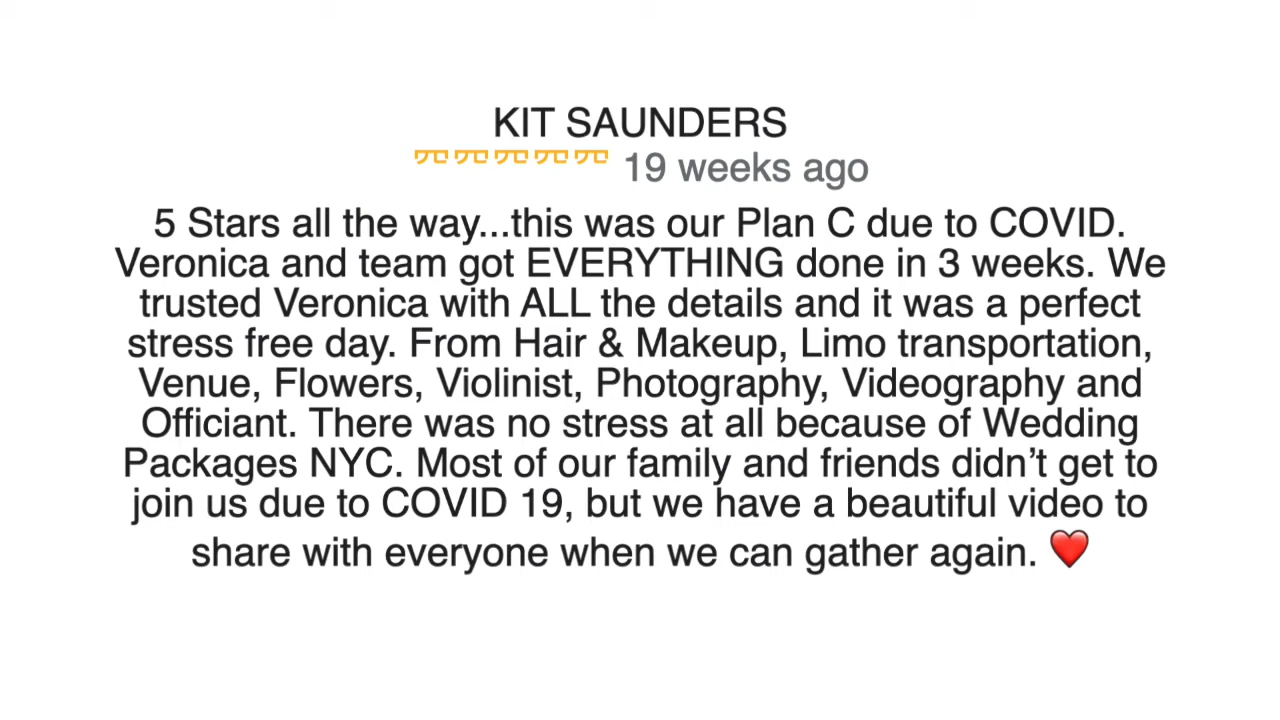 KIT SAUNDERS
19 weeks ago
5 Stars all the way...this was our Plan C due to COVID.
Veronica and team got EVERYTHING done in 3 weeks. We
trusted Veronica with ALL the details and it was a perfect
stress free day. From Hair & Makeup, Limo transportation,
Venue, Flowers, Violinist, Photography, Videography and
Officiant. There was no stress at all because of Wedding
Packages NYC. Most of our family and friends didn’t get to
join us due to COVID 19, but we have a beautiful video to
share with everyone when we can gather again. ❤️